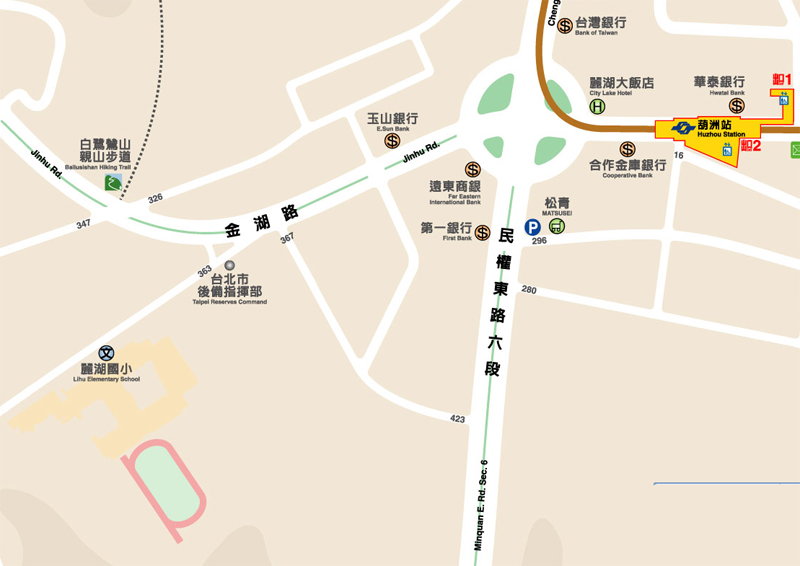 Cheng
台灣銀行
Bank of Taiwan
麗湖大飯店
City Lake Hotel
H
華泰銀行
Hwatai Bank
出口1
葫洲站
Huzhou Station
出口2
玉山銀行
E.Sun Bank
合作金庫銀行
Cooperative Bank
16
白鷺鷥山
親山步道
Bailusishan Hiking Trail
Jinhu Rd.
Jinhu Rd.
遠東商銀
Far Eastern
International Bank
326
347
金湖路
367
363
第一銀行
First Bank
松青
MATSUSEI
P
296
280
台北市
後備指揮部
Taipei Reserves Command
民權東路六段
文
麗湖國小
Lihu Elementary School
423
Minquan E. Rd. Sec. 6